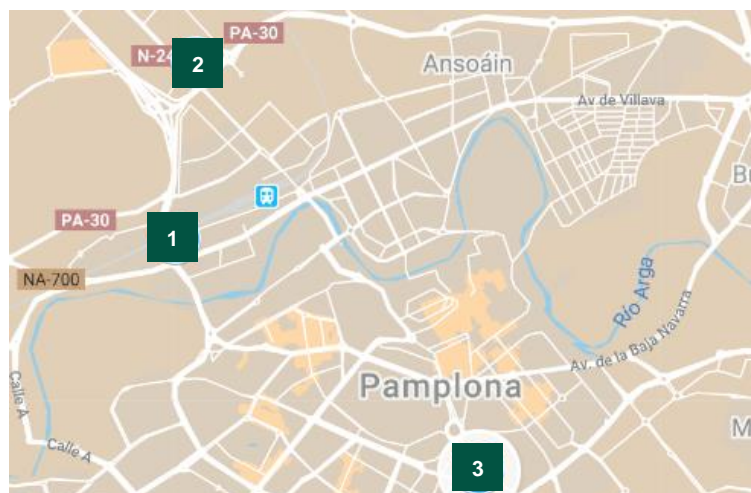 PA-30
N-24
2
Ansoáin
Av de Villava
PA-30
1
NA-700
Río Arga
Av. de la Baja Navarra
Calle A
Pamplona
Calle A
3